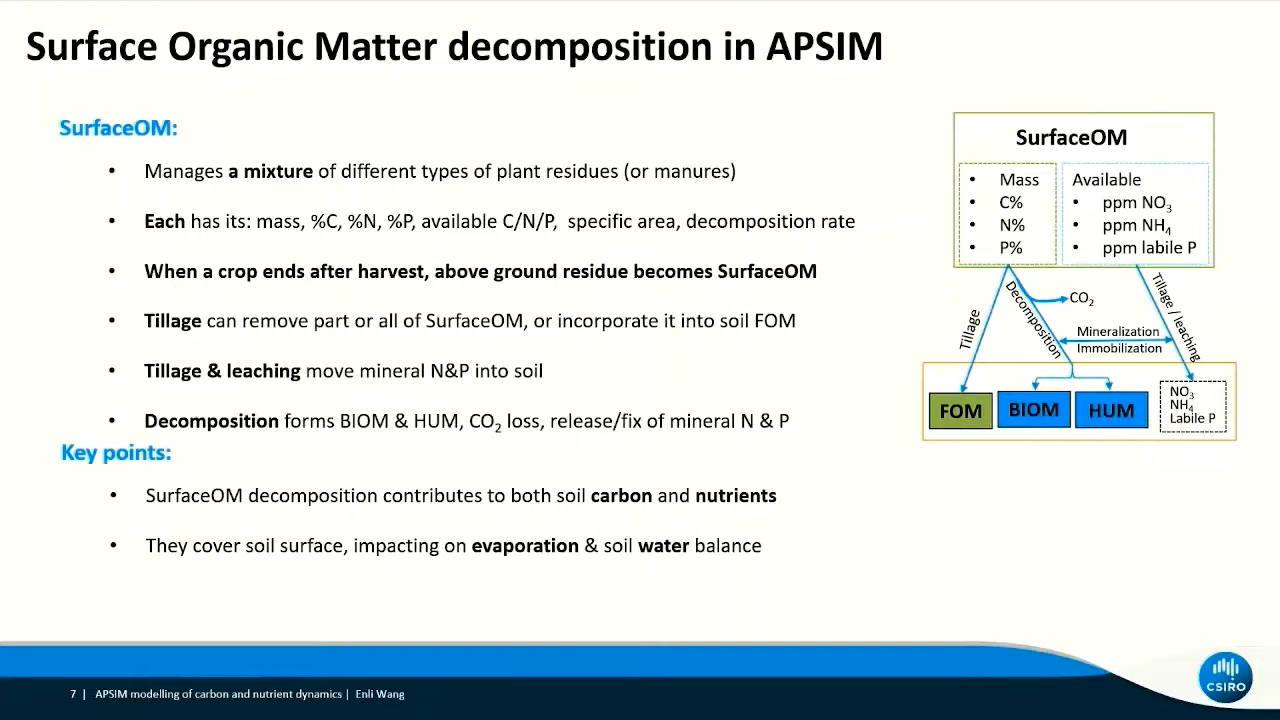 Surface Organic Matter decomposition in APSIM
SurfaceOM:
• Manages a mixture of different types of plant residues (or manures)
• Each has its: mass, %C, %N, %P, available C/N/P, specific area, decomposition rate
• When a crop ends after harvest, above ground residue becomes SurfaceOM
• Tillage can remove part or all of SurfaceOM, or incorporate it into soil FOM
• Tillage & leaching move mineral N&P into soil
• Decomposition forms BIOM & HUM, CO₂ loss, release/fix of mineral N & P
Key points:
• SurfaceOM decomposition contributes to both soil carbon and nutrients
• They cover soil surface, impacting on evaporation & soil water balance
SurfaceOM
• Mass
• C%
• N%
• P%
Available
• ppm NO₃
• ppm NH₄
• ppm labile P
Tillage
Decomposition
CO₂
Tillage / leaching
Mineralization
Immobilization
FOM
BIOM
HUM
NO₃
NH₄
Labile P
7 | APSIM modelling of carbon and nutrient dynamics | Enli Wang
CSIRO